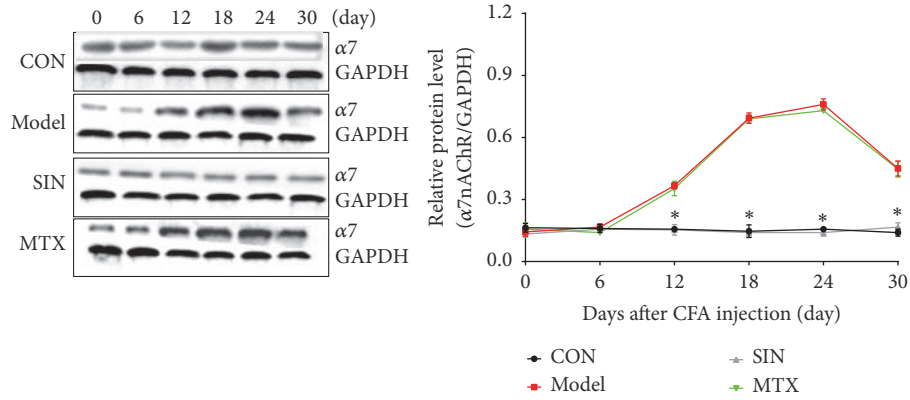 0 6 12 18 24 30 (day)
CON
α7
GAPDH
Model
α7
GAPDH
SIN
α7
GAPDH
MTX
α7
GAPDH
Relative protein level
(α7nAChR/GAPDH)
1.2
0.9
0.6
0.3
0.0
* * * *
0 6 12 18 24 30
Days after CFA injection (day)
CON SIN
Model MTX